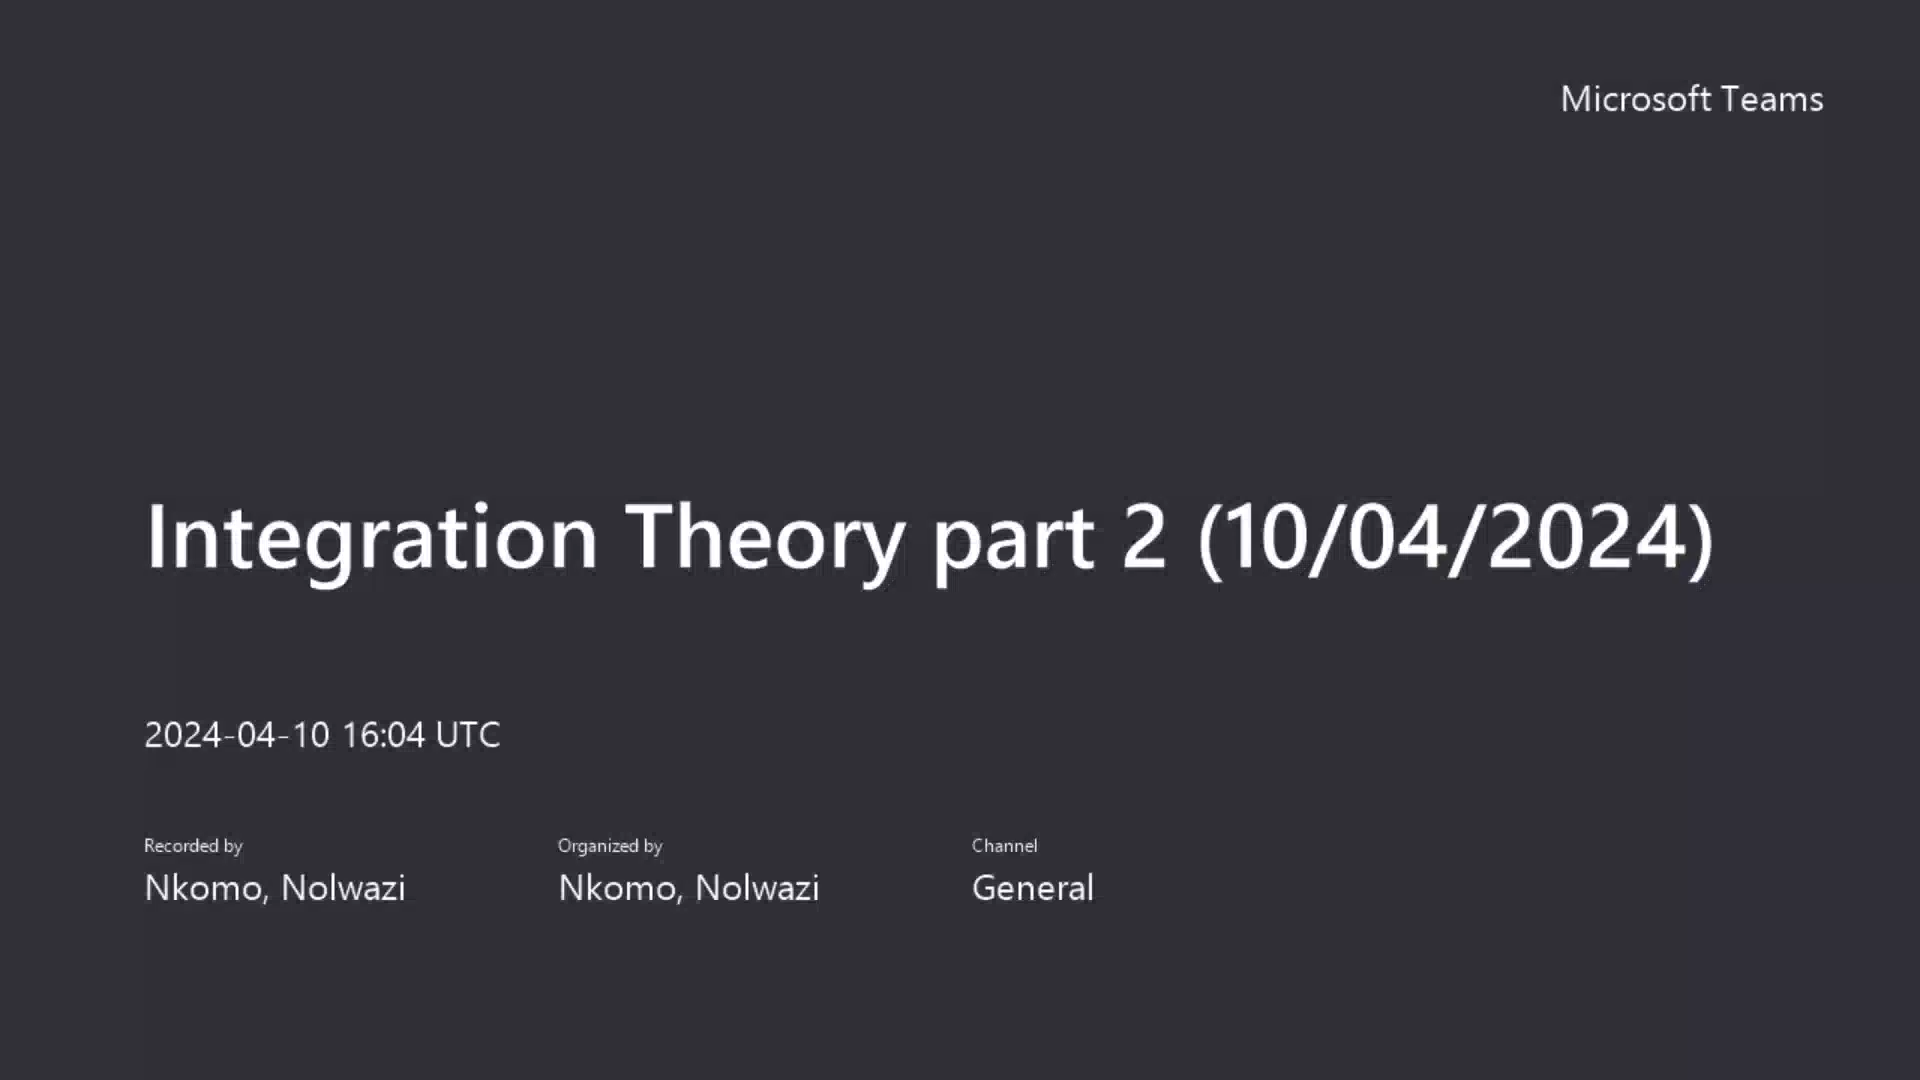 Microsoft Teams
Integration Theory part 2 (10/04/2024)
2024-04-10 16:04 UTC
Recorded by
Organized by
Channel
Nkomo, Nolwazi
Nkomo, Nolwazi
General